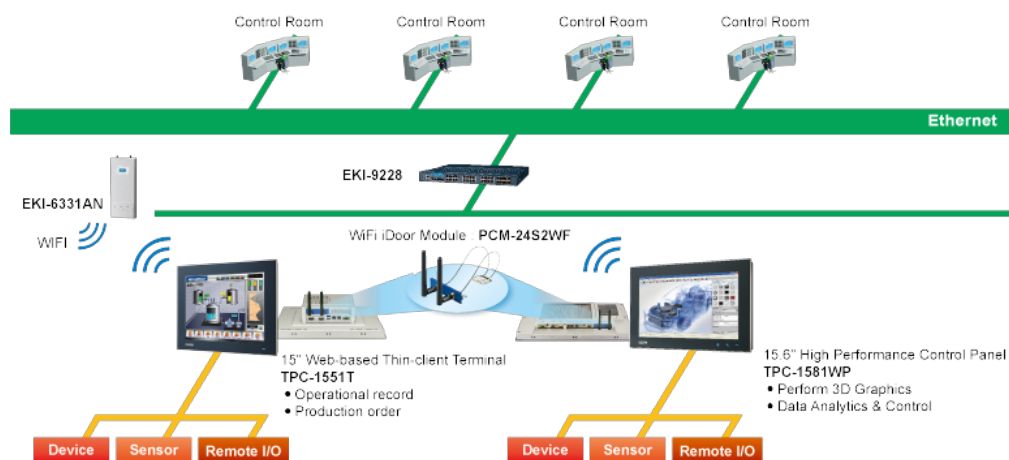 Control Room
Control Room
Control Room
Control Room
Ethernet
EKI-9228
EKI-6331AN
WIFI
WiFi iDoor Module : PCM-24S2WF
15" Web-based Thin-client Terminal
TPC-1551T
• Operational record
• Production order
15.6" High Performance Control Panel
TPC-1581WP
• Perform 3D Graphics
• Data Analytics & Control
Device
Sensor
Remote I/O
Device
Sensor
Remote I/O